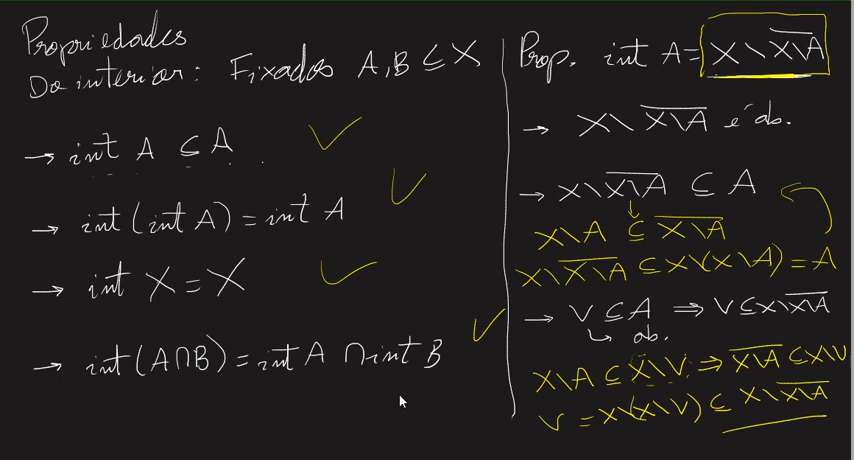 Propriedades
Do interior: Fixados A, B ⊆ X
→ int A ⊆ A
→ int(int A) = int A
→ int X = X
→ int(A∩B) = int A ∩ int B
Prop. int A = X\overline{X\A}
→ X\overline{X\A} é ab.
→ X\overline{X\A} ⊆ A
X\A ⊆ \overline{X\A}
X\overline{X\A} ⊆ X\(X\A) = A
→ V ⊆ A ⇒ V ⊆ X\overline{X\A}
↳ ab.
X\A ⊆ X\V ⇒ \overline{X\A} ⊆ X\V
V = X\(X\V) ⊆ X\overline{X\A}